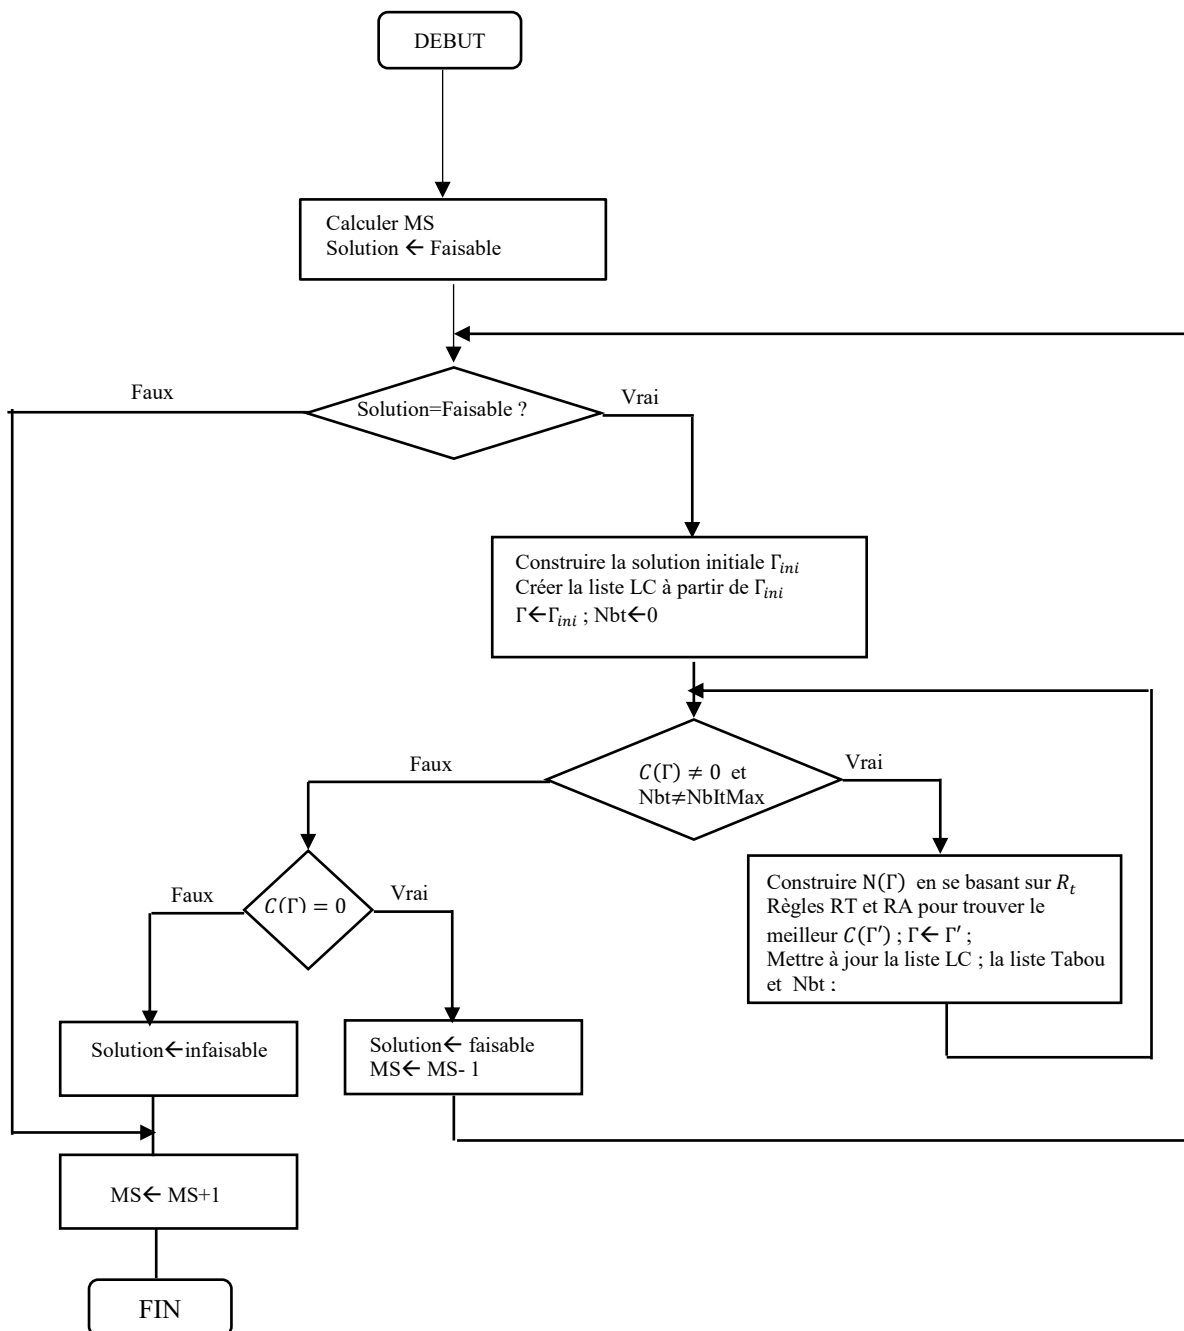 DEBUT
Calculer MS
Solution ← Faisable
Faux
Vrai
Solution=Faisable ?
Construire la solution initiale Γ_ini
Créer la liste LC à partir de Γ_ini
Γ←Γ_ini ; Nbt←0
Faux
Vrai
C(Γ) ≠ 0 et
Nbt≠NbItMax
Faux
Vrai
C(Γ) = 0
Construire N(Γ) en se basant sur R_t
Règles RT et RA pour trouver le
meilleur C(Γ′) ; Γ← Γ′ ;
Mettre à jour la liste LC ; la liste Tabou
et Nbt :
Solution←infaisable
Solution← faisable
MS← MS- 1
MS← MS+1
FIN